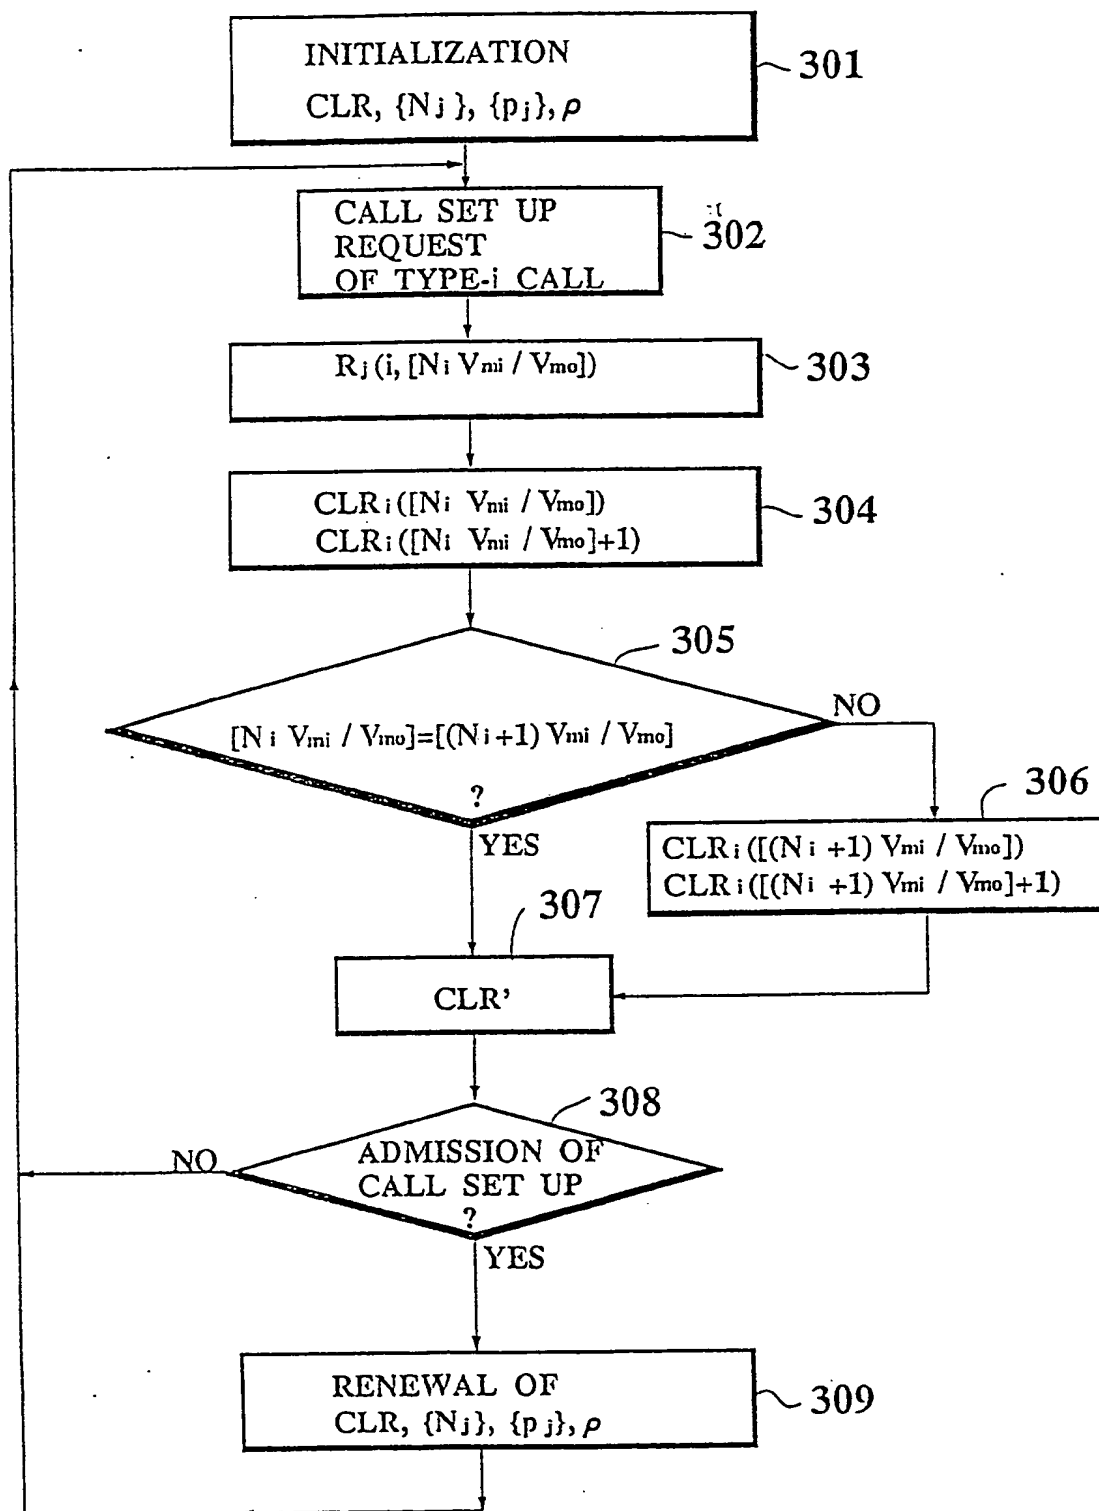 INITIALIZATION
CLR, {Nj}, {pj}, ρ
301
CALL SET UP
REQUEST
OF TYPE-i CALL
302
Rj(i, [Ni Vmi / Vmo])
303
CLRi([Ni Vmi / Vmo])
CLRi([Ni Vmi / Vmo]+1)
304
305
[Ni Vmi / Vmo]=[(Ni+1) Vmi / Vmo]
?
NO
YES
306
CLRi([(Ni+1) Vmi / Vmo])
CLRi([(Ni+1) Vmi / Vmo]+1)
307
CLR'
308
ADMISSION OF
CALL SET UP
?
NO
YES
RENEWAL OF
CLR, {Nj}, {pj}, ρ
309